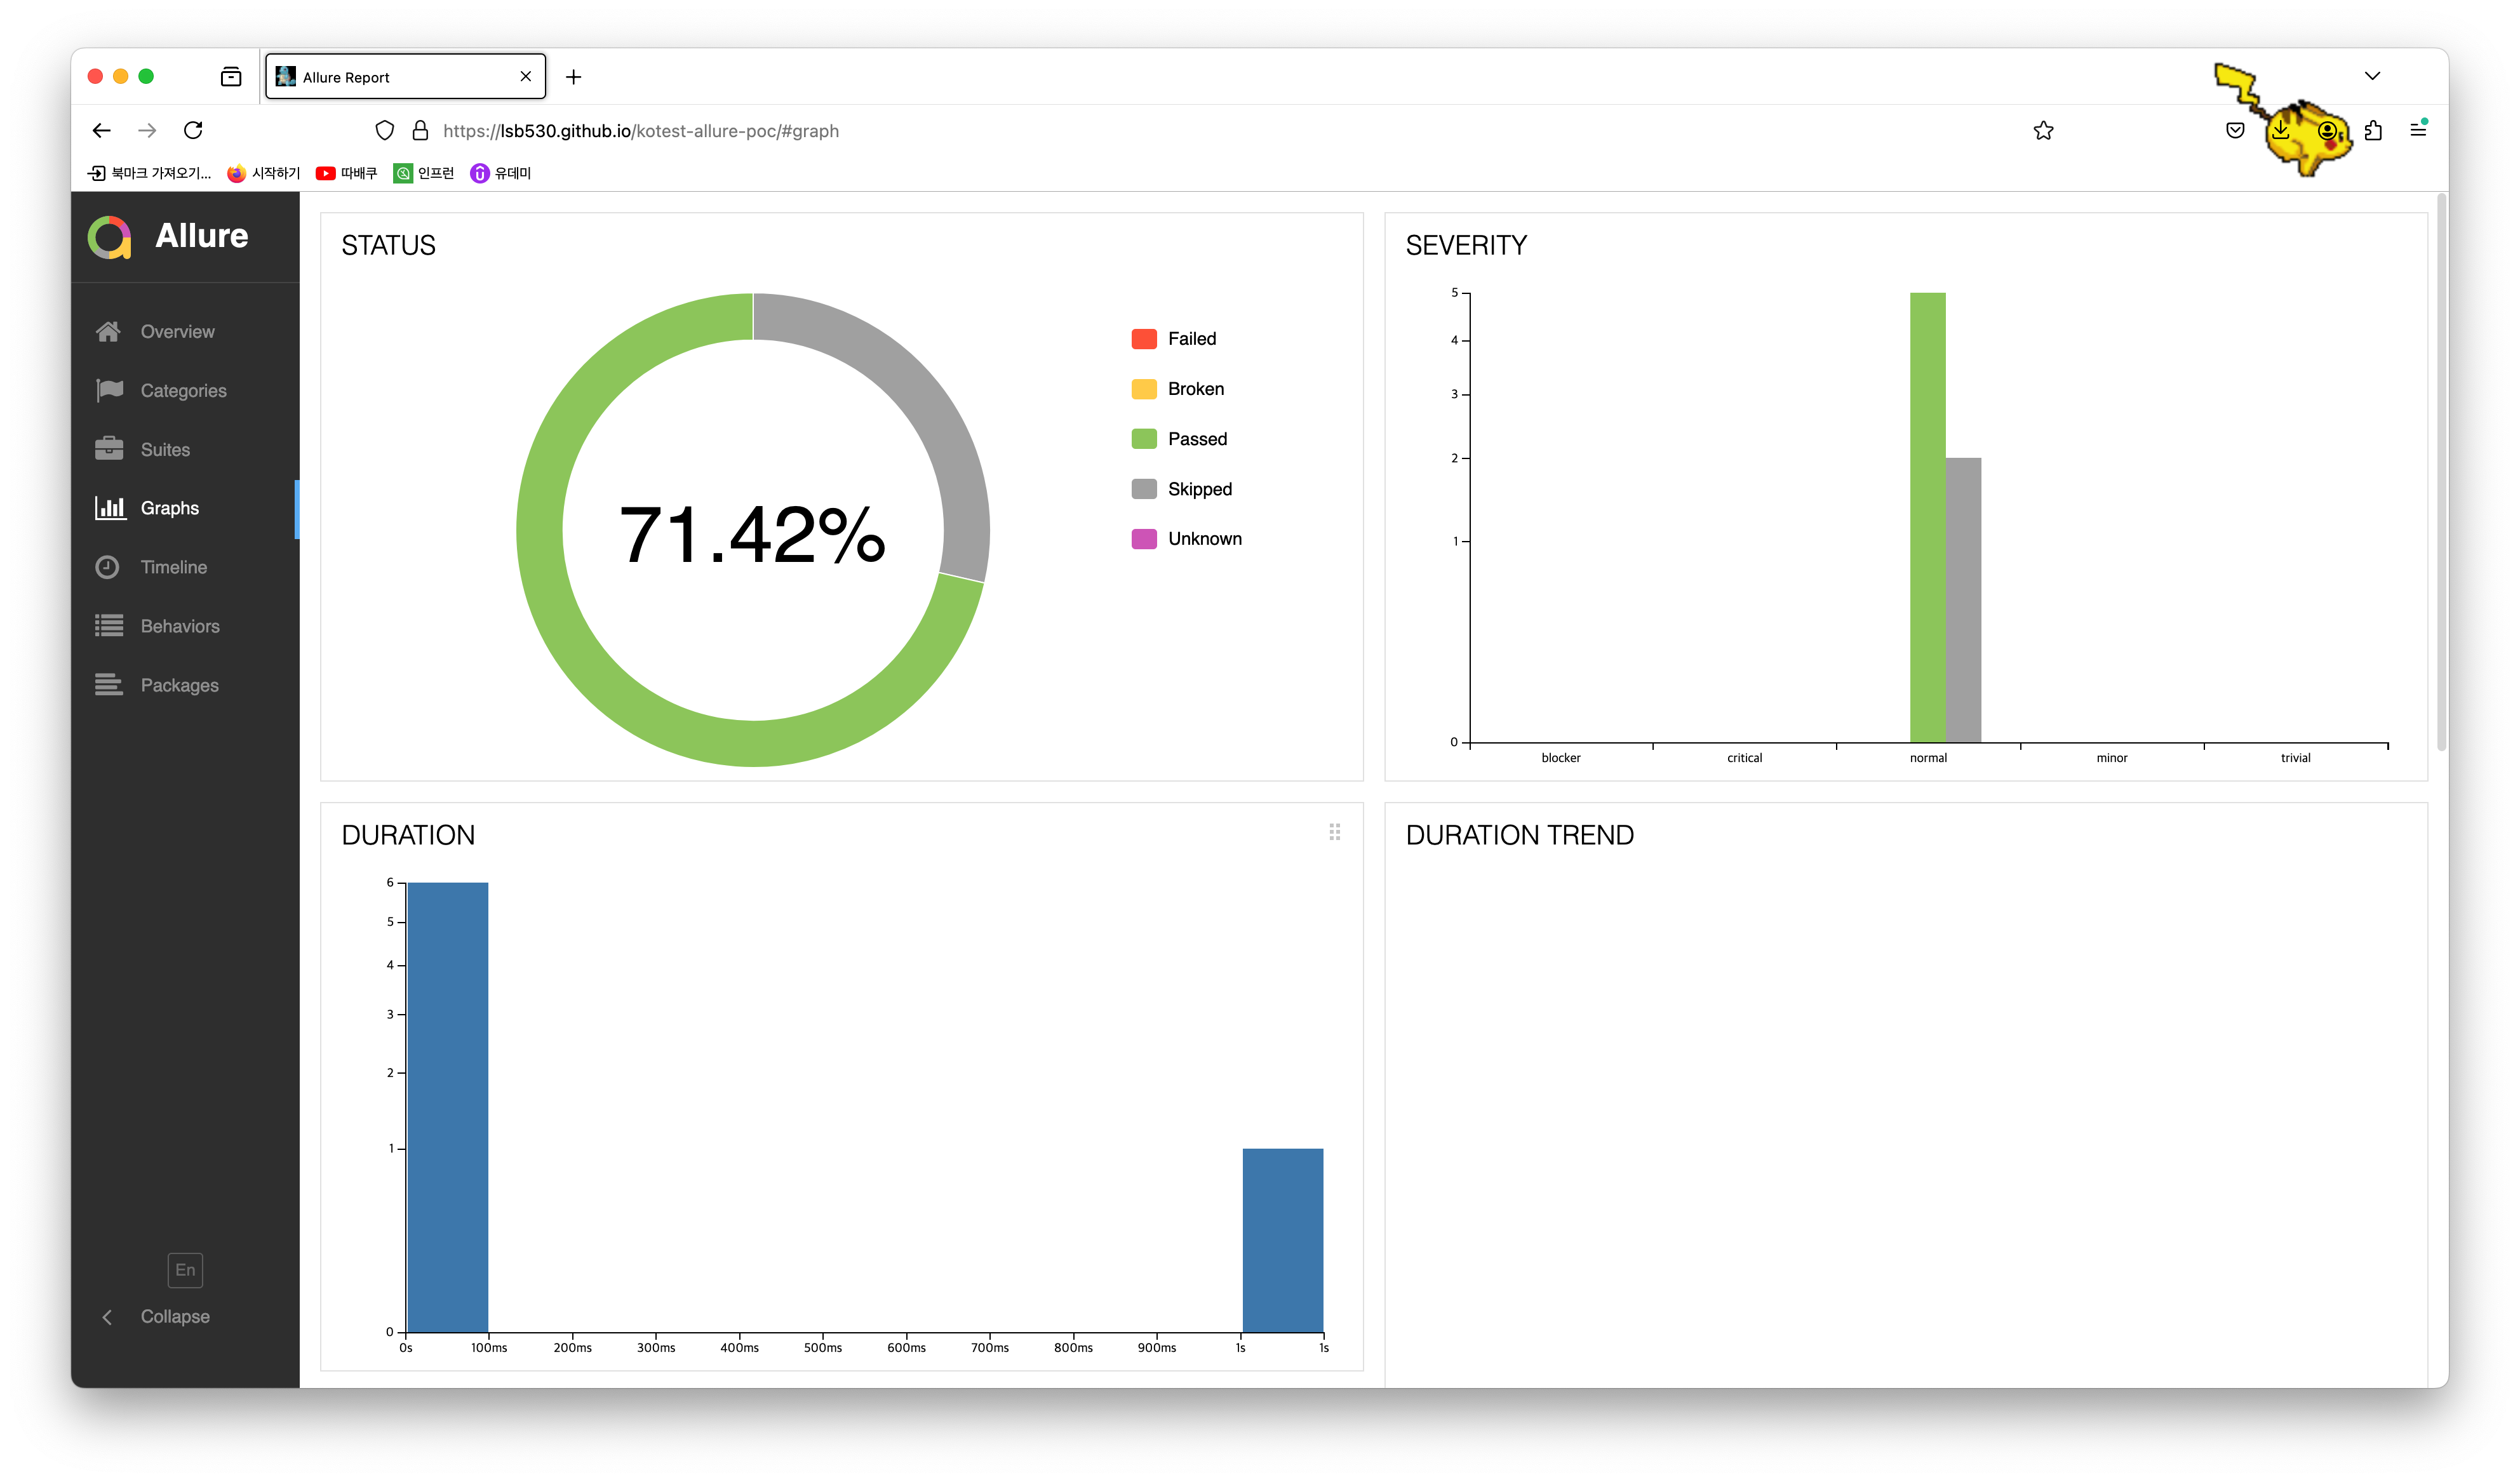 Allure Report
https://lsb530.github.io/kotest-allure-poc/#graph
북마크 가져오기...
시작하기
따배쿠
인프런
유데미
Allure
Overview
Categories
Suites
Graphs
Timeline
Behaviors
Packages
En
Collapse
STATUS
71.42%
Failed
Broken
Passed
Skipped
Unknown
SEVERITY
5
4
3
2
1
0
blocker critical normal minor trivial
DURATION
6
5
4
3
2
1
0
0s 100ms 200ms 300ms 400ms 500ms 600ms 700ms 800ms 900ms 1s 1s
DURATION TREND